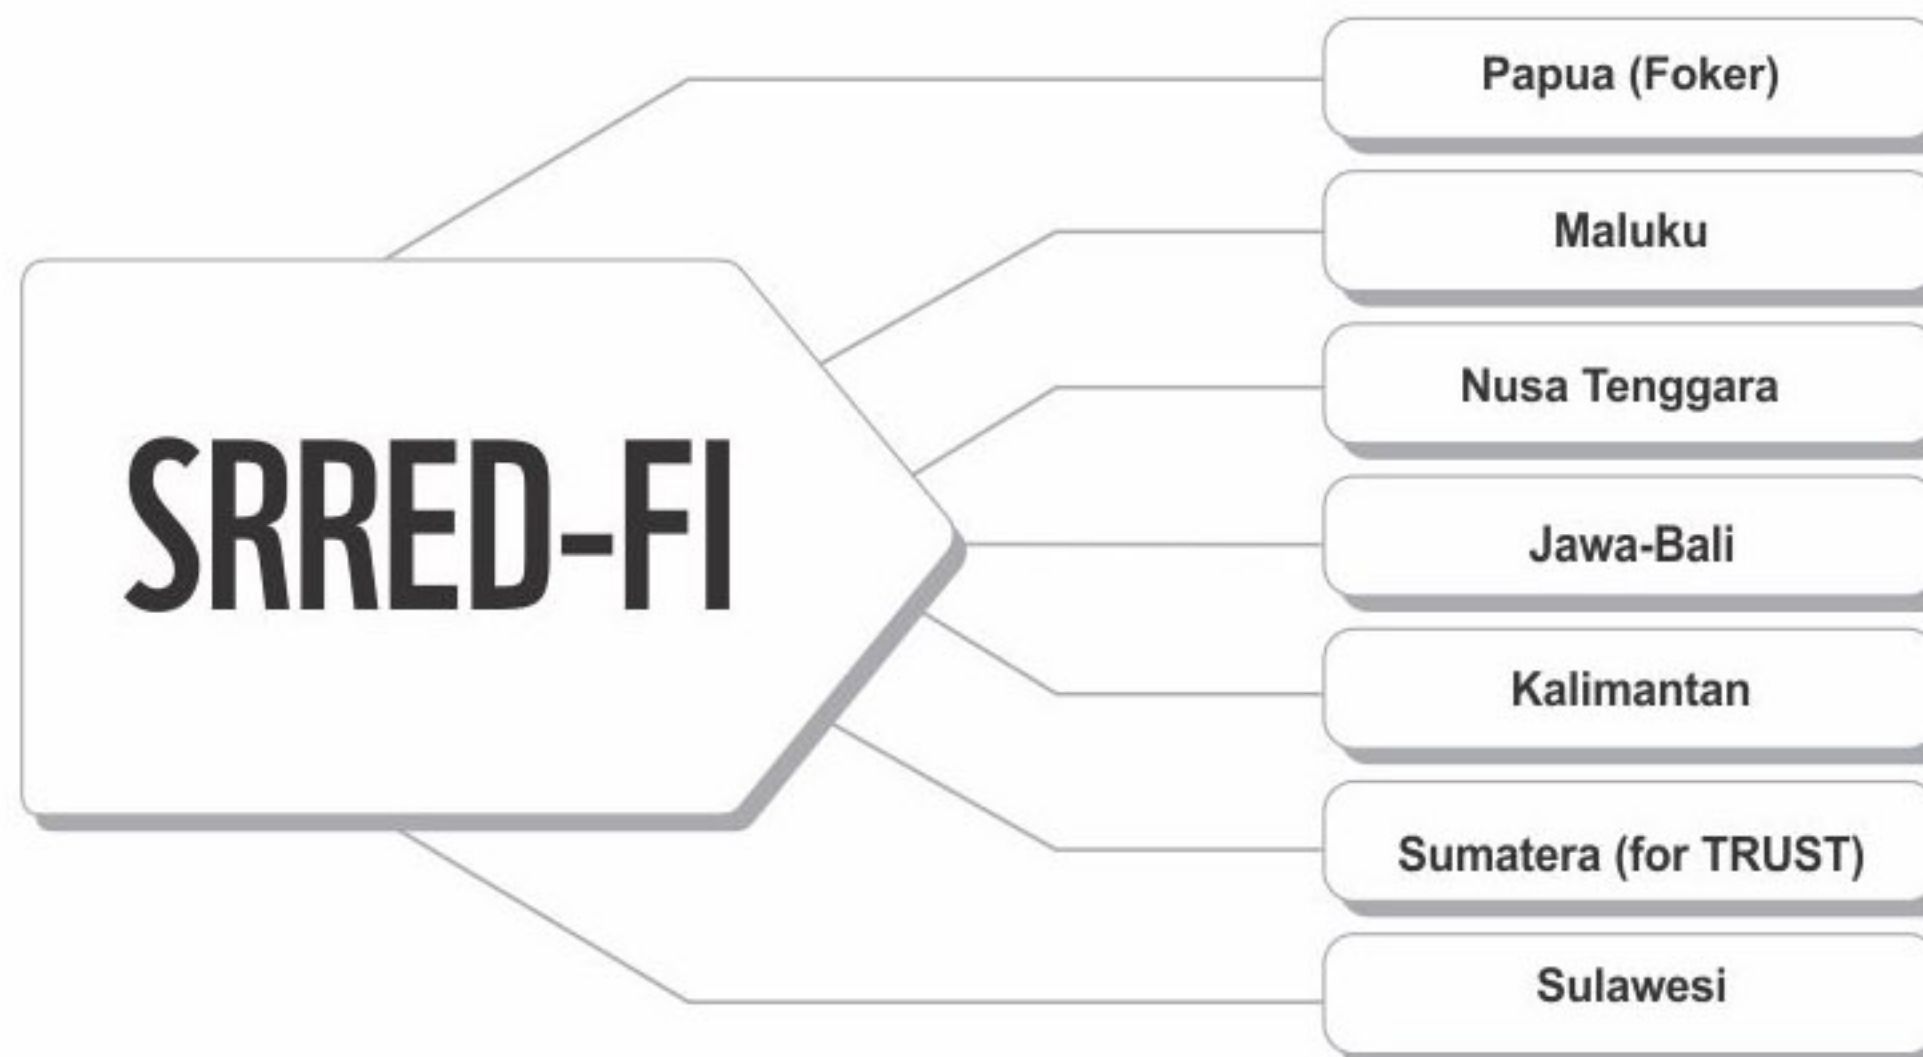 SRRED-FI
Papua (Foker)
Maluku
Nusa Tenggara
Jawa-Bali
Kalimantan
Sumatera (for TRUST)
Sulawesi